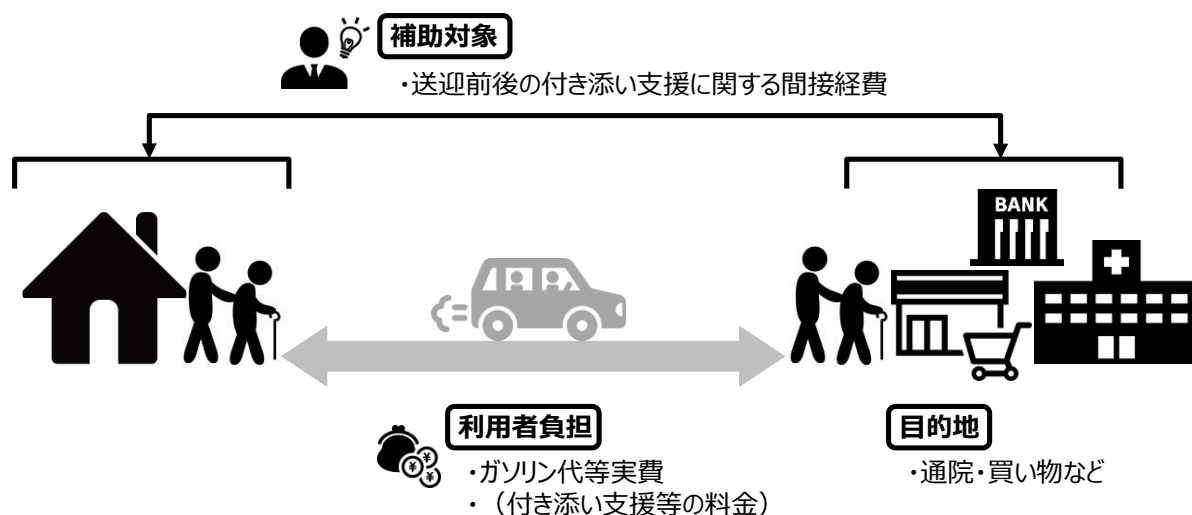 補助対象
・送迎前後の付き添い支援に関する間接経費
BANK
利用者負担
・ガソリン代等実費
・（付き添い支援等の料金）
目的地
・通院・買い物など